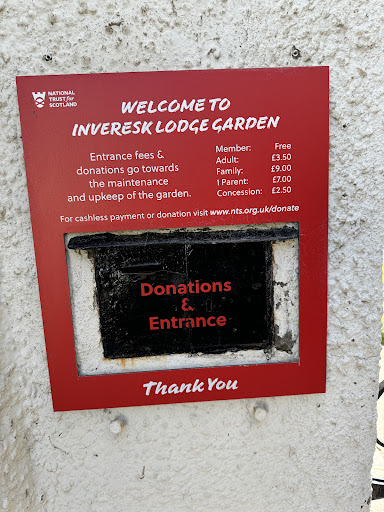 NATIONAL
TRUST for
SCOTLAND
WELCOME TO
INVERESK LODGE GARDEN
Entrance fees &
donations go towards
the maintenance
and upkeep of the garden.
Member: Free
Adult: £3.50
Family: £9.00
1 Parent: £7.00
Concession: £2.50
For cashless payment or donation visit www.nts.org.uk/donate
Donations
&
Entrance
Thank You